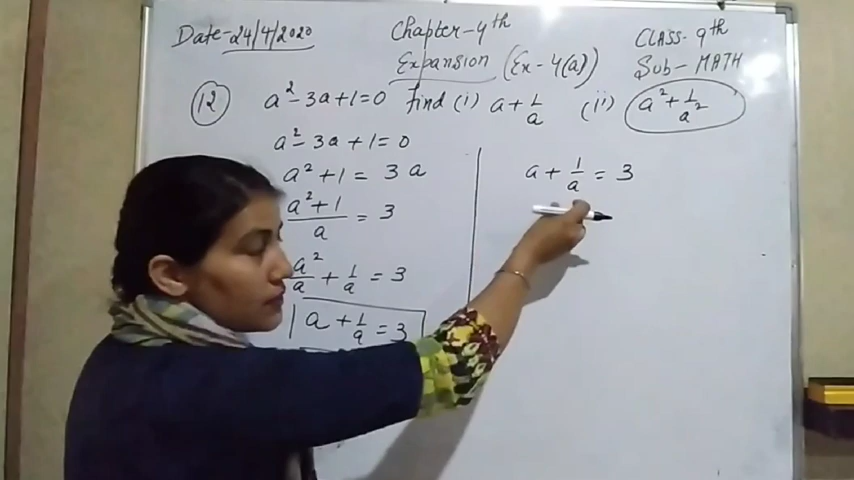 Date-24/4/2020
Chapter-4th
CLASS-9th
Expansion (Ex-4(a))
Sub-MATH
(12) a²-3a+1=0 find (i) a+1/a (ii) a²+1/a²
a²-3a+1=0
a²+1=3a
a²+1/a=3
a²/a+1/a=3
a+1/a=3
a+1/a=3